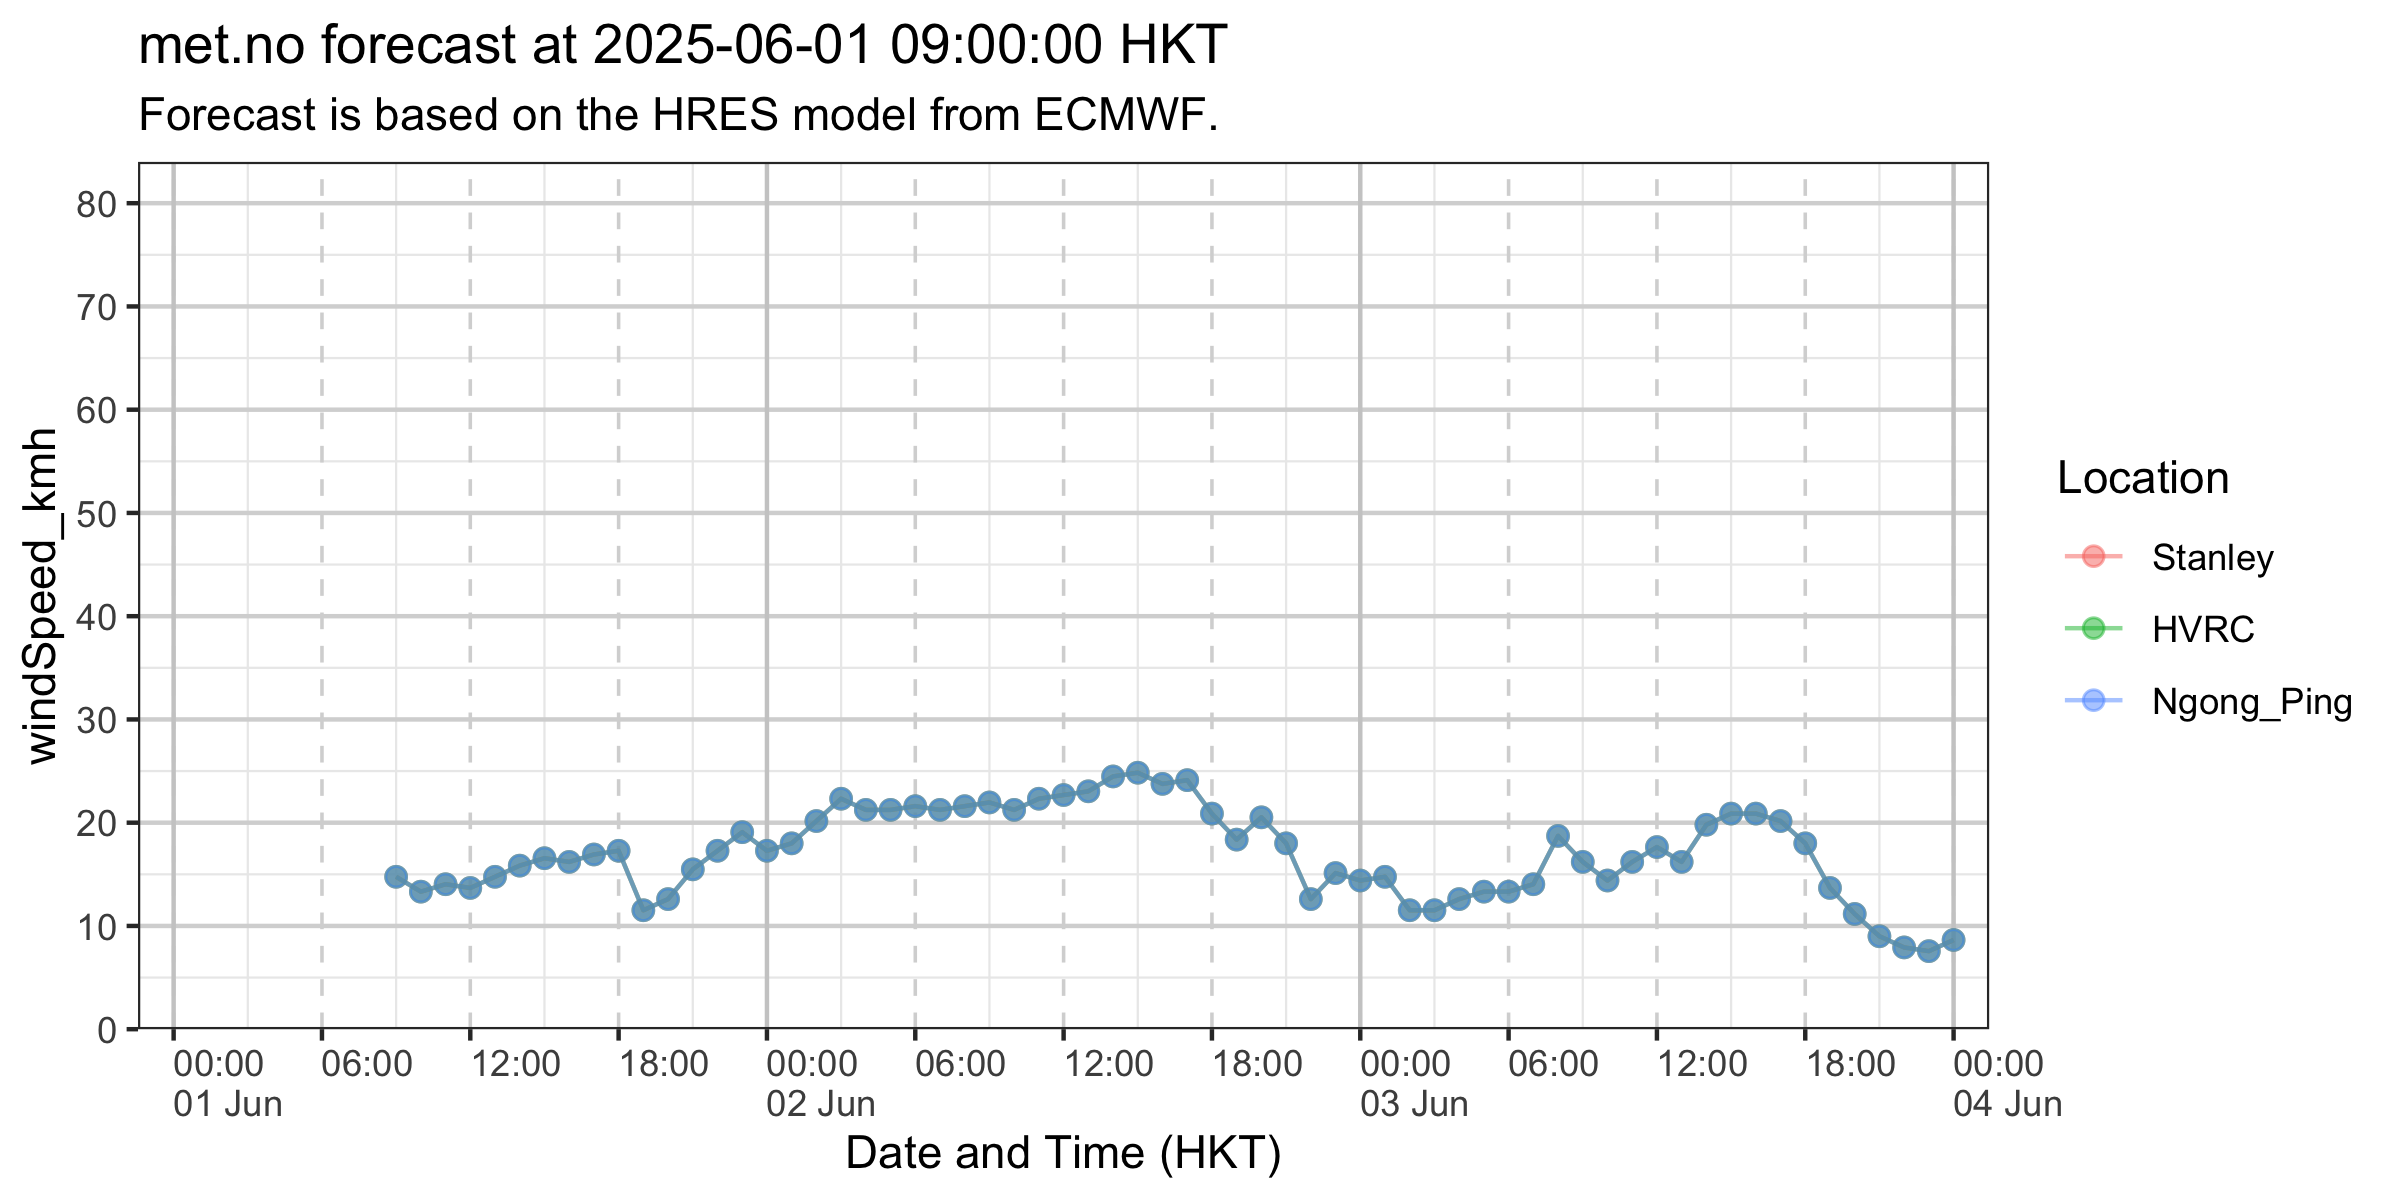 met.no forecast at 2025-06-01 09:00:00 HKT
Forecast is based on the HRES model from ECMWF.
windSpeed_kmh
80
70
60
50
40
30
20
10
0
00:00 06:00 12:00 18:00 00:00 06:00 12:00 18:00 00:00 06:00 12:00 18:00 00:00
01 Jun 02 Jun 03 Jun 04 Jun
Date and Time (HKT)
Location
Stanley
HVRC
Ngong_Ping